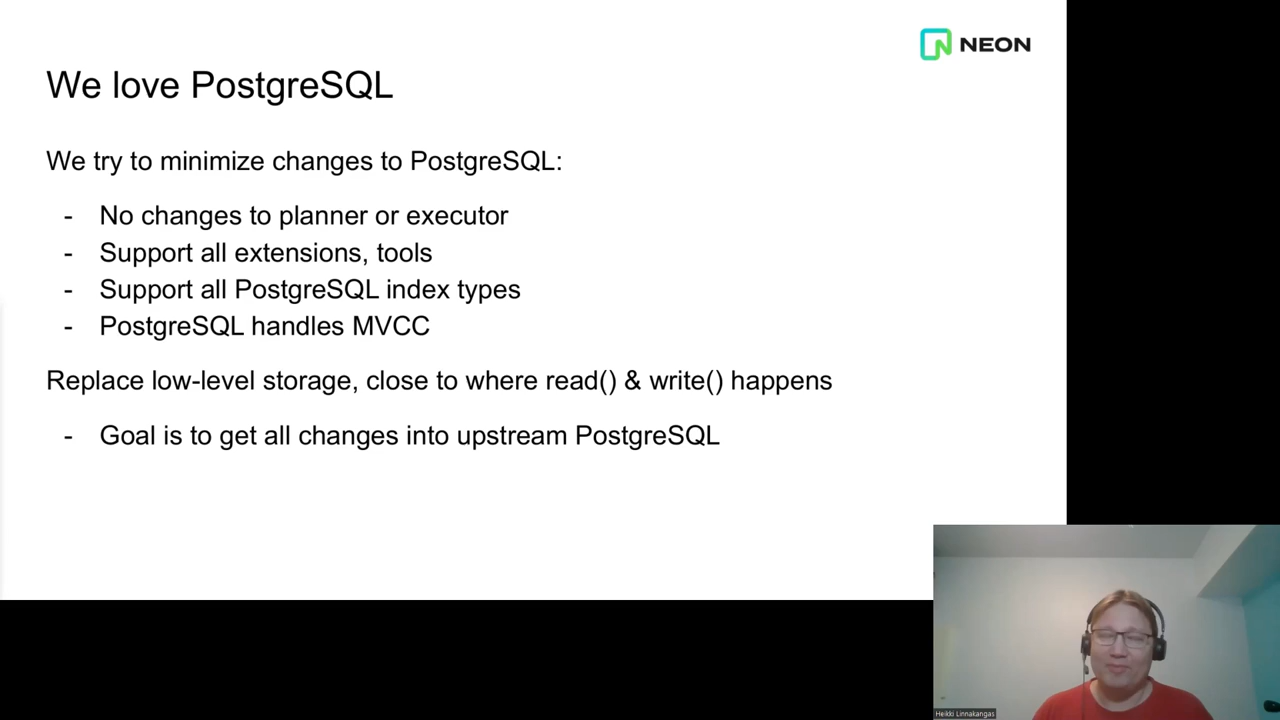 NEON
We love PostgreSQL
We try to minimize changes to PostgreSQL:
- No changes to planner or executor
- Support all extensions, tools
- Support all PostgreSQL index types
- PostgreSQL handles MVCC
Replace low-level storage, close to where read() & write() happens
- Goal is to get all changes into upstream PostgreSQL
Heikki Linnakangas